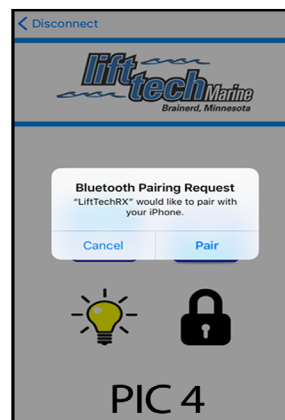 Disconnect
lift
tech Marine
Brainerd, Minnesota
Bluetooth Pairing Request
"LiftTechRX" would like to pair with
your iPhone.
Cancel Pair
PIC 4